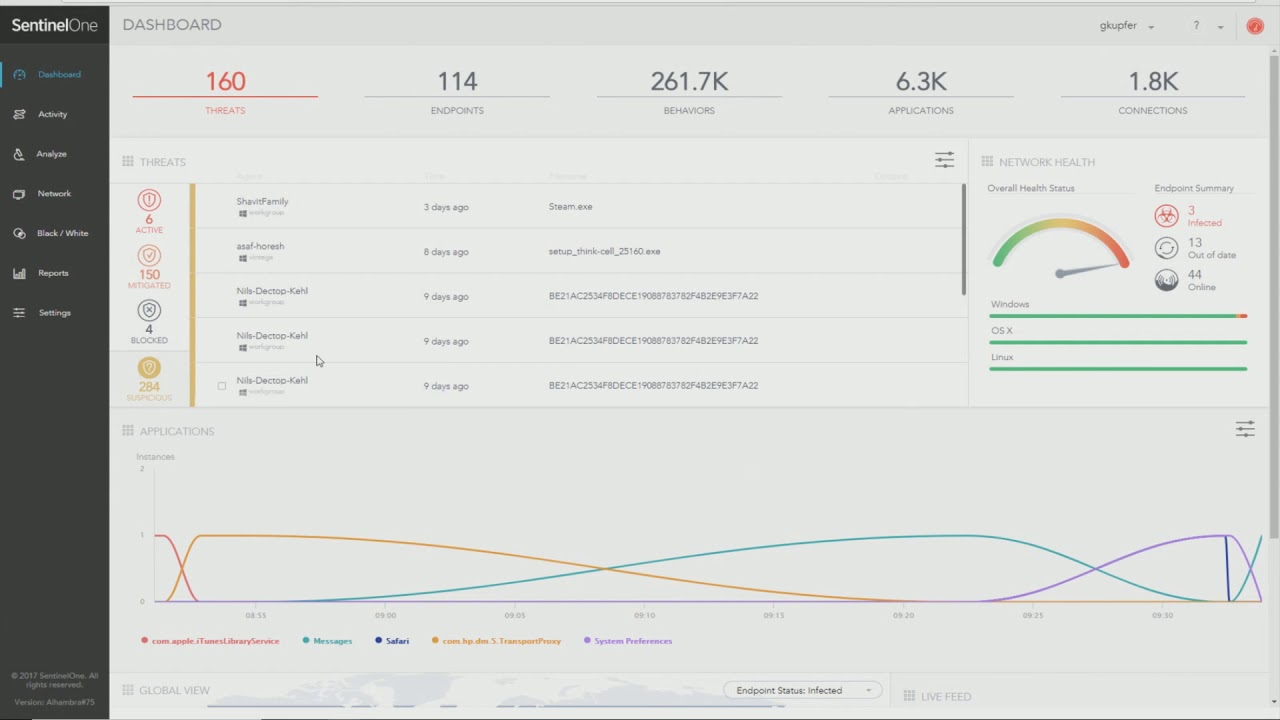 SentinelOne
DASHBOARD
gkupfer
?
Dashboard
Activity
Analyze
Network
Black / White
Reports
Settings
© 2017 SentinelOne. All
rights reserved.
Version: Alhambra#75
160
THREATS
114
ENDPOINTS
261.7K
BEHAVIORS
6.3K
APPLICATIONS
1.8K
CONNECTIONS
THREATS
6
ACTIVE
150
MITIGATED
4
BLOCKED
284
SUSPICIOUS
Agent Time Filename
ShavitFamily 3 days ago Steam.exe
workgroup
asaf-horesh 8 days ago setup_think-cell_25160.exe
vintage
Nils-Dectop-Kehl 9 days ago BE21AC2534F8DECE19088783782F4B2E9E3F7A22
workgroup
Nils-Dectop-Kehl 9 days ago BE21AC2534F8DECE19088783782F4B2E9E3F7A22
workgroup
Nils-Dectop-Kehl 9 days ago BE21AC2534F8DECE19088783782F4B2E9E3F7A22
workgroup
NETWORK HEALTH
Overall Health Status
Endpoint Summary
3
Infected
13
Out of date
44
Online
Windows
OS X
Linux
APPLICATIONS
Instances
2
1
0
08:55 09:00 09:05 09:10 09:15 09:20 09:25 09:30
com.apple.iTunesLibraryService Messages Safari com.hp.dm.5.TransportProxy System Preferences
GLOBAL VIEW
Endpoint Status: Infected
LIVE FEED